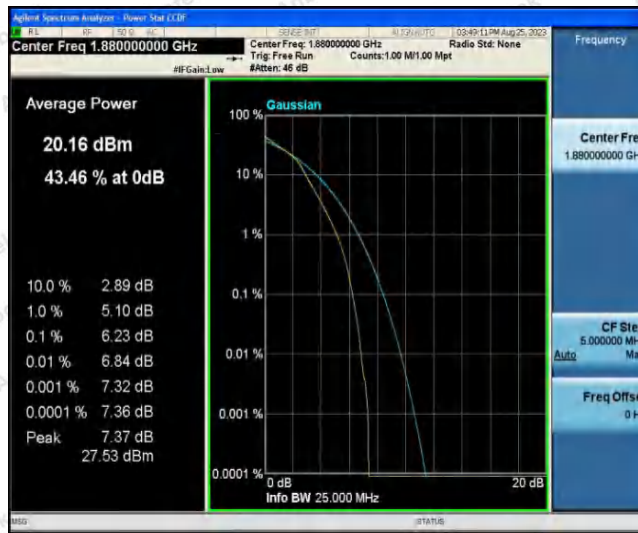 Agilent Spectrum Analyzer - Power Stat CCDF
RL RF 50 Ω AC SENSE:INT ALIGNAUTO 03:49:11 PM Aug 25, 2023
Center Freq 1.880000000 GHz
Center Freq: 1.880000000 GHz
Radio Std: None
Trig: Free Run
Counts:1.00 M/1.00 Mpt
#IFGain:Low
#Atten: 46 dB
Frequency
Average Power
20.16 dBm
43.46 % at 0dB
10.0 % 2.89 dB
1.0 % 5.10 dB
0.1 % 6.23 dB
0.01 % 6.84 dB
0.001 % 7.32 dB
0.0001 % 7.36 dB
Peak 7.37 dB
27.53 dBm
Gaussian
100 %
10 %
1 %
0.1 %
0.01 %
0.001 %
0.0001 %
0 dB
20 dB
Info BW 25.000 MHz
Center Fre
1.880000000 GH
CF Ste
5.000000 MH
Auto Ma
Freq Offs
0 H
MSG
STATUS